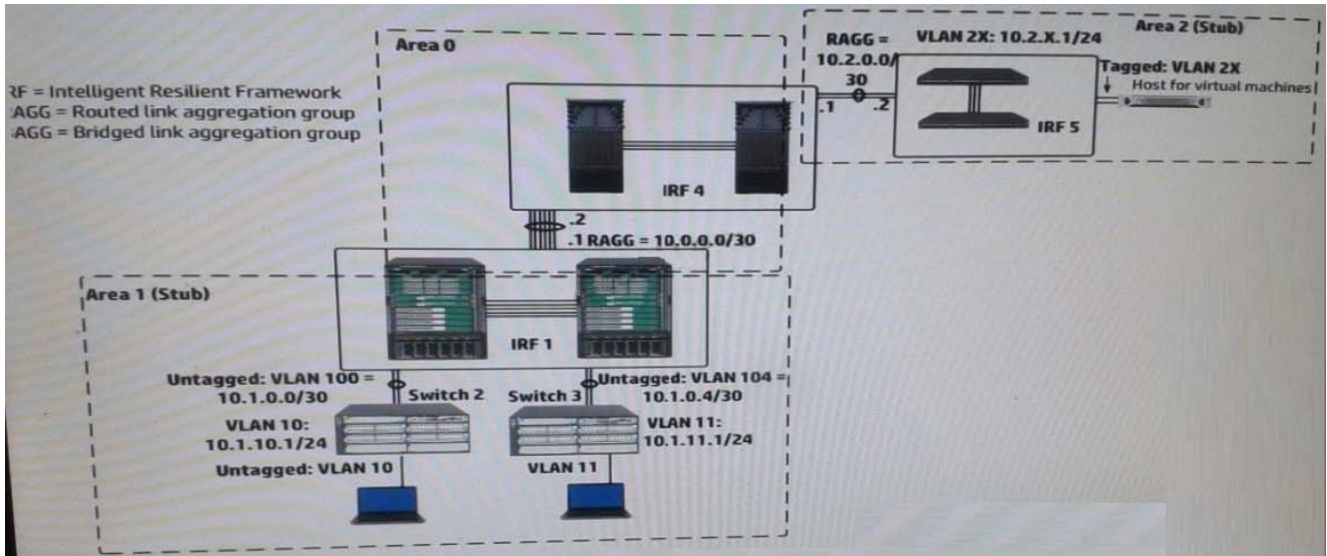 Area 0
RF = Intelligent Resilient Framework
AGG = Routed link aggregation group
AGG = Bridged link aggregation group
RAGG =
10.2.0.0/
30
.1
.2
VLAN 2X: 10.2.X.1/24
Area 2 (Stub)
Tagged: VLAN 2X
Host for virtual machines
IRF 5
IRF 4
.2
.1 RAGG = 10.0.0.0/30
Area 1 (Stub)
IRF 1
Untagged: VLAN 100 =
10.1.0.0/30
Switch 2
VLAN 10:
10.1.10.1/24
Untagged: VLAN 10
Switch 3
Untagged: VLAN 104 =
10.1.0.4/30
VLAN 11:
10.1.11.1/24
VLAN 11